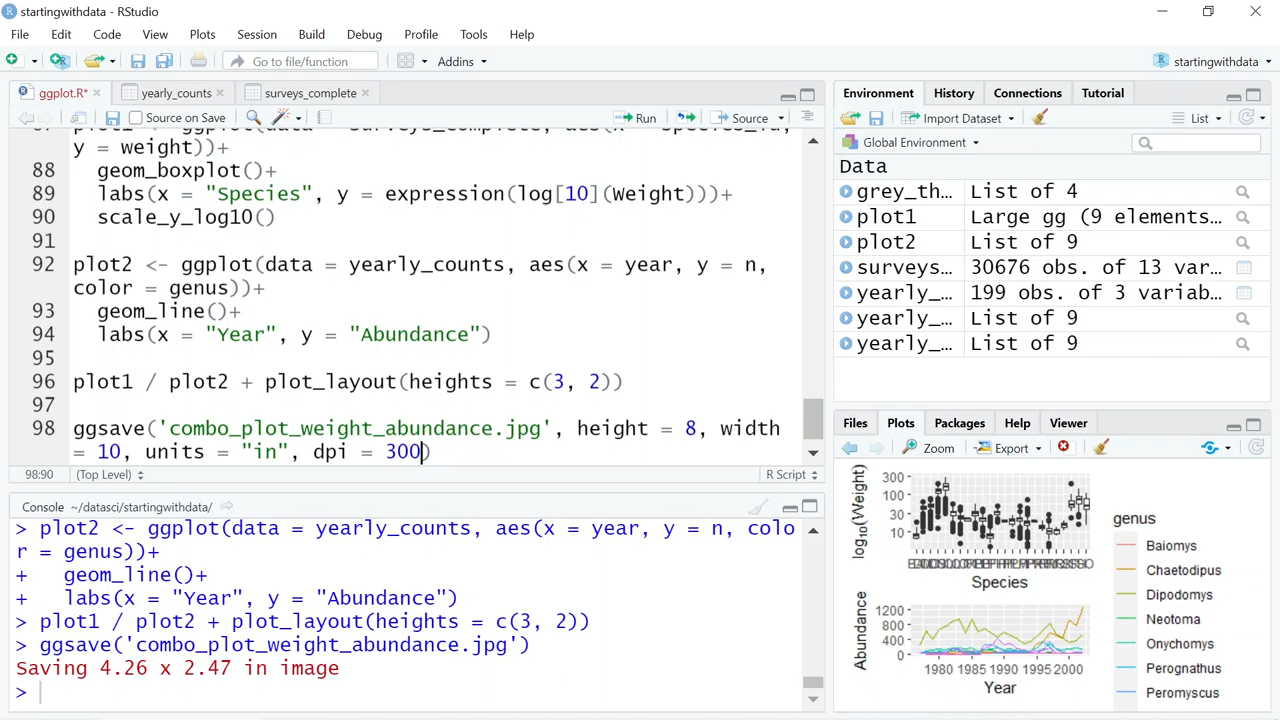 startingwithdata - RStudio
File Edit Code View Plots Session Build Debug Profile Tools Help
Go to file/function Addins startingwithdata
ggplot.R* yearly_counts surveys_complete
Source on Save Run Source
y = weight))+
88 geom_boxplot()+
89 labs(x = "Species", y = expression(log[10](Weight)))+
90 scale_y_log10()
91
92 plot2 <- ggplot(data = yearly_counts, aes(x = year, y = n,
color = genus))+
93 geom_line()+
94 labs(x = "Year", y = "Abundance")
95
96 plot1 / plot2 + plot_layout(heights = c(3, 2))
97
98 ggsave('combo_plot_weight_abundance.jpg', height = 8, width
= 10, units = "in", dpi = 300)
98:90 (Top Level) R Script
Console ~/datasci/startingwithdata/
> plot2 <- ggplot(data = yearly_counts, aes(x = year, y = n, colo
r = genus))+
+ geom_line()+
+ labs(x = "Year", y = "Abundance")
> plot1 / plot2 + plot_layout(heights = c(3, 2))
> ggsave('combo_plot_weight_abundance.jpg')
Saving 4.26 x 2.47 in image
>
Environment History Connections Tutorial
Import Dataset List
Global Environment
Data
grey_th... List of 4
plot1 Large gg (9 elements...
plot2 List of 9
surveys... 30676 obs. of 13 var...
yearly_... 199 obs. of 3 variab...
yearly_... List of 9
yearly_... List of 9
Files Plots Packages Help Viewer
Zoom Export
log10(Weight)
300
100
30
10
Species
Abundance
1200
800
400
0
1980 1985 1990 1995 2000
Year
genus
Baiomys
Chaetodipus
Dipodomys
Neotoma
Onychomys
Perognathus
Peromyscus